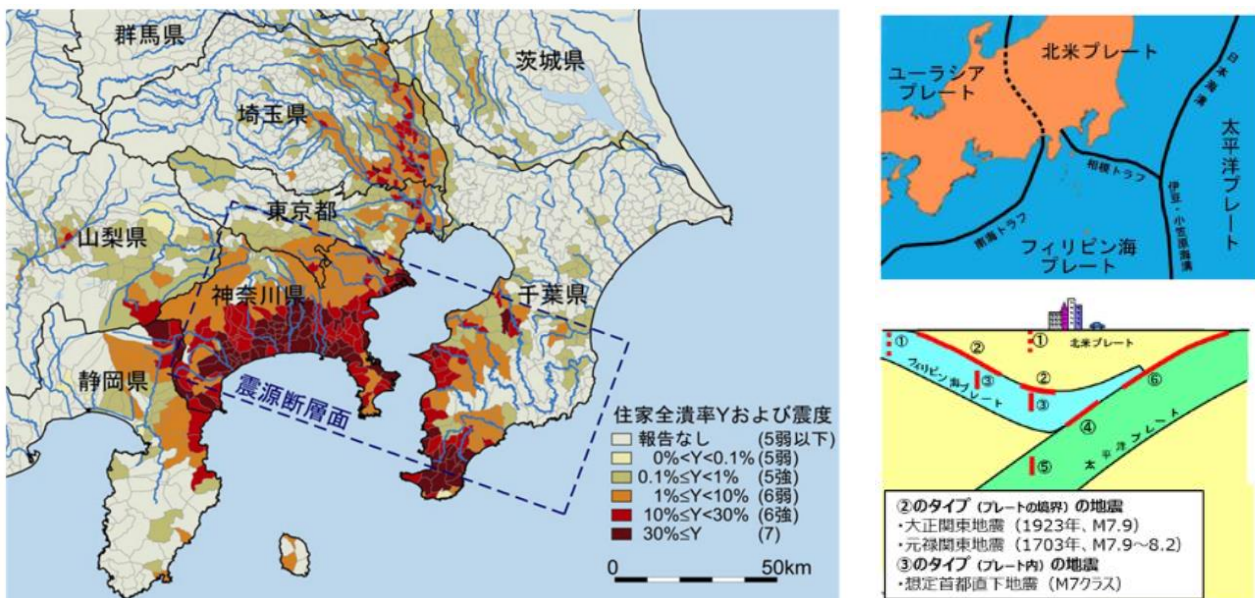 群馬県
茨城県
埼玉県
東京都
山梨県
神奈川県
千葉県
静岡県
震源断層面
住家全潰率Yおよび震度
報告なし (5弱以下)
0%<Y<0.1% (5弱)
0.1%≤Y<1% (5強)
1%≤Y<10% (6弱)
10%≤Y<30% (6強)
30%≤Y (7)
0 50km
北米プレート
ユーラシア
プレート
日本海溝
太平洋プレート
相模トラフ
南海トラフ
伊豆・小笠原海溝
フィリピン海
プレート
① ② ① 北米プレート
フィリピン海プレート
③ ② ③ ⑥
④
太平洋プレート
⑤
②のタイプ(プレートの境界)の地震
・大正関東地震(1923年、M7.9)
・元禄関東地震(1703年、M7.9~8.2)
③のタイプ(プレート内)の地震
・想定首都直下地震(M7クラス)